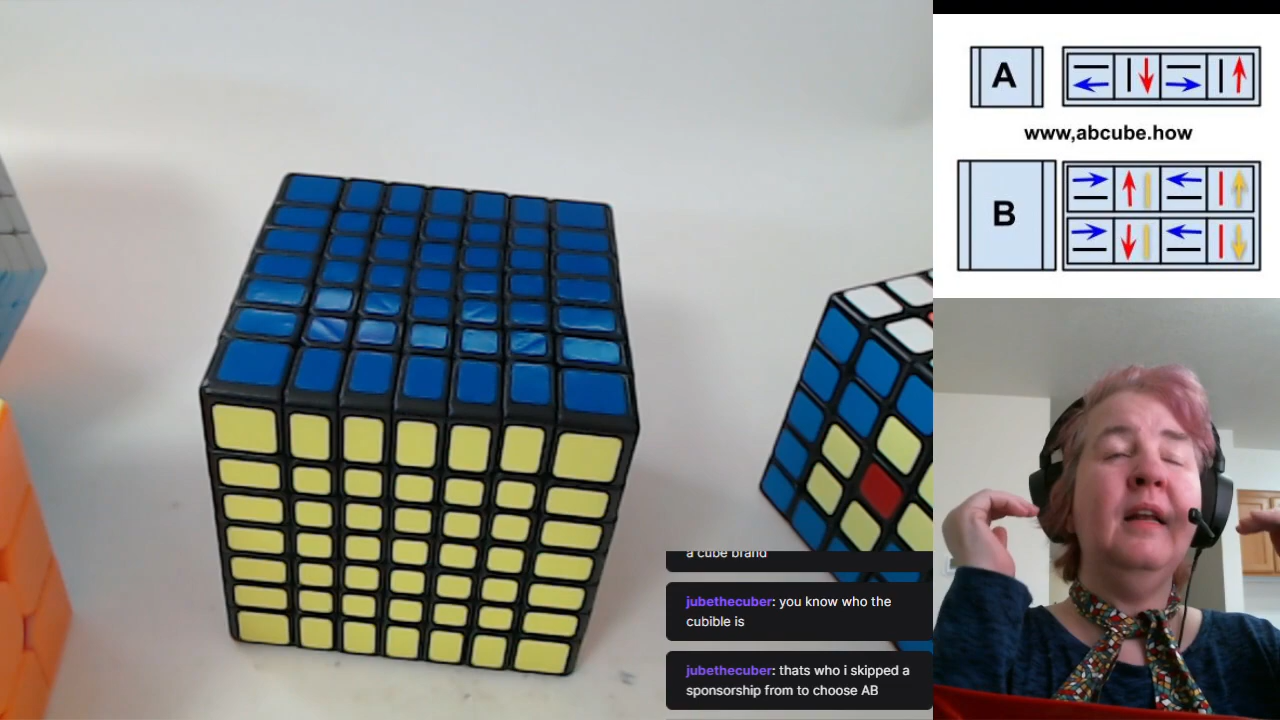 A
www,abcube.how
B
a cube brand
jubethecuber: you know who the
cubible is
jubethecuber: thats who i skipped a
sponsorship from to choose AB